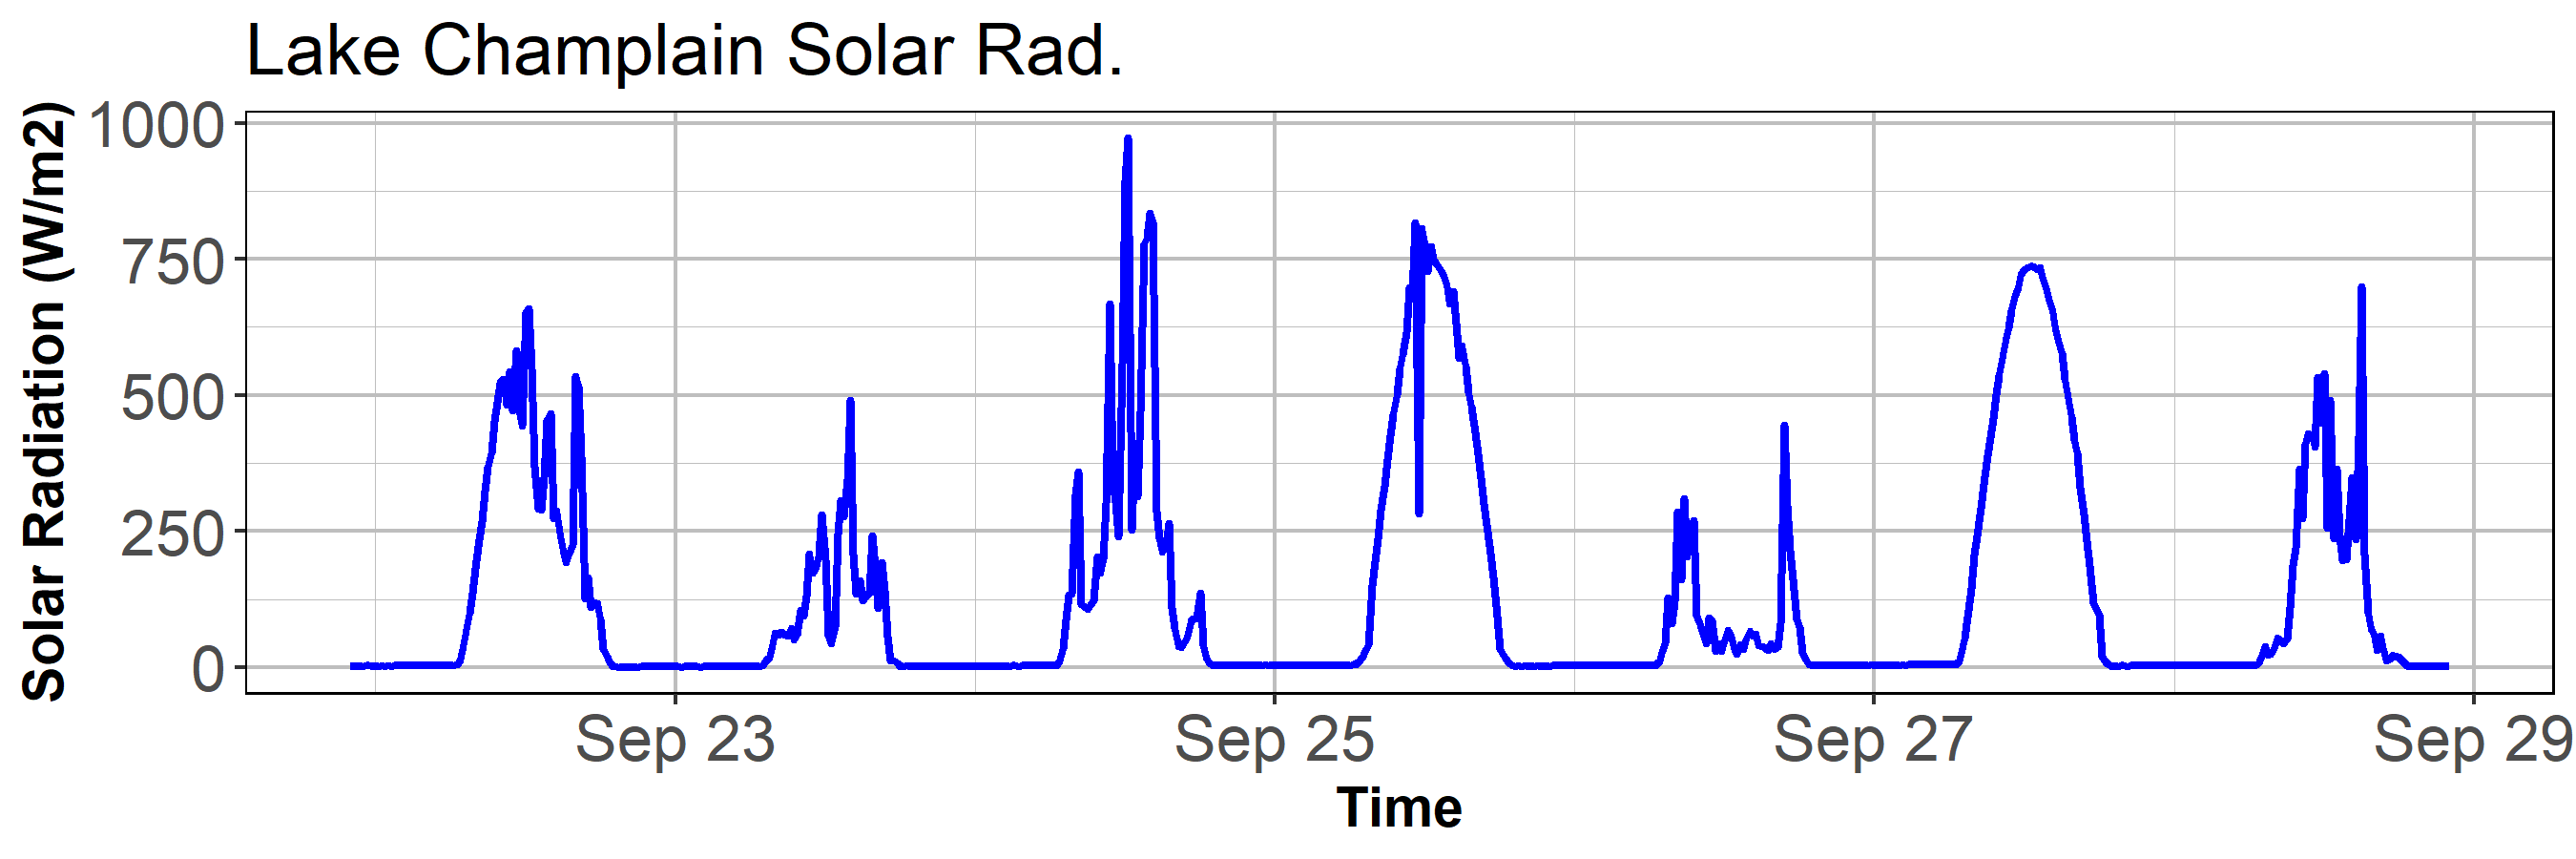 Lake Champlain Solar Rad.
Solar Radiation (W/m2)
1000
750
500
250
0
Sep 23 Sep 25 Sep 27 Sep 29
Time